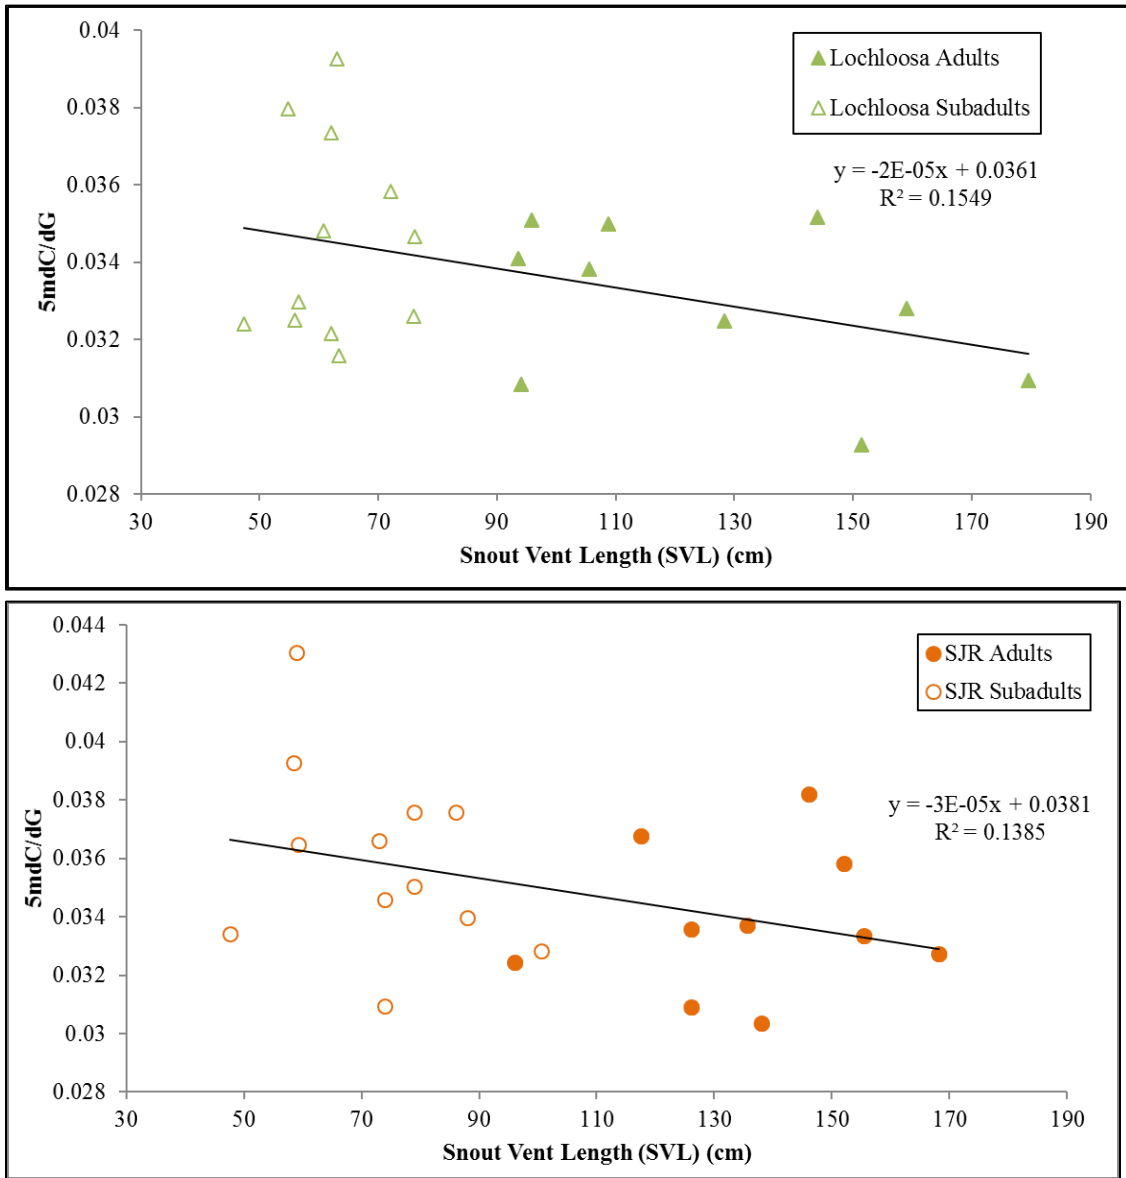 0.04
0.038
0.036
0.034
0.032
0.03
0.028
5mdC/dG
30 50 70 90 110 130 150 170 190
Snout Vent Length (SVL) (cm)
Lochloosa Adults
Lochloosa Subadults
y = -2E-05x + 0.0361
R² = 0.1549
0.044
0.042
0.04
0.038
0.036
0.034
0.032
0.03
0.028
5mdC/dG
30 50 70 90 110 130 150 170 190
Snout Vent Length (SVL) (cm)
SJR Adults
SJR Subadults
y = -3E-05x + 0.0381
R² = 0.1385